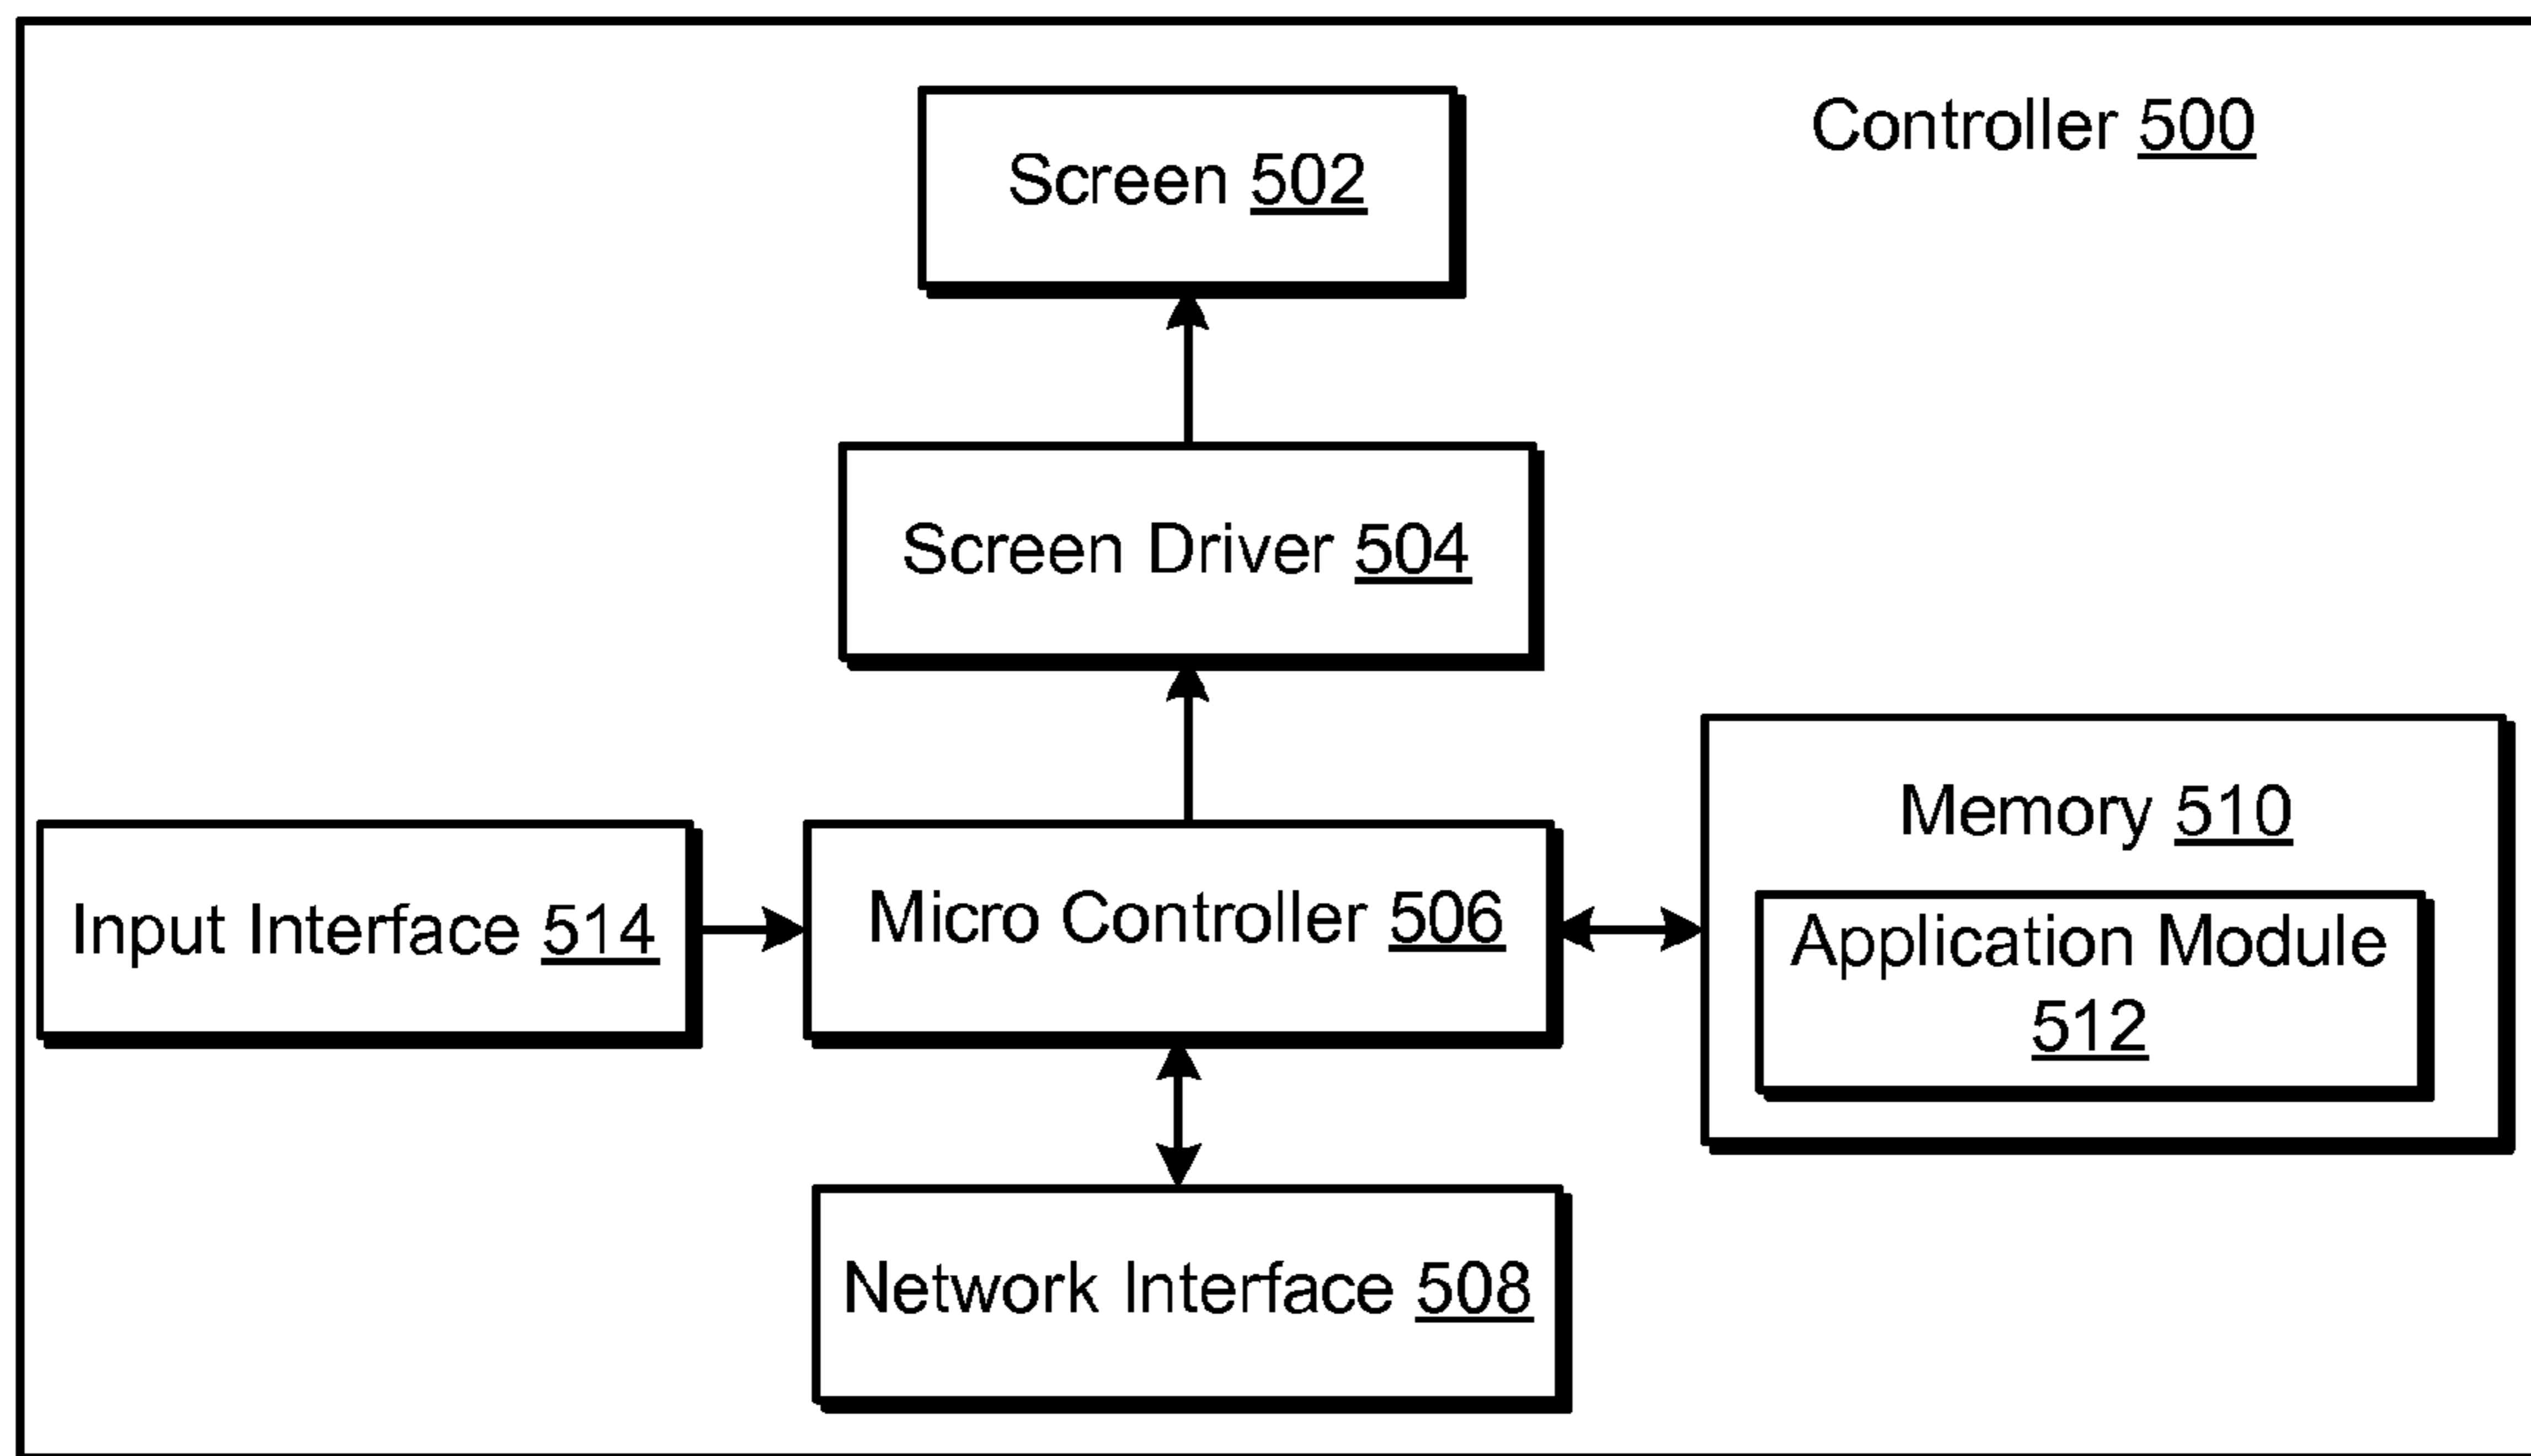 Controller 500
Screen 502
Screen Driver 504
Memory 510
Input Interface 514
Micro Controller 506
Application Module
512
Network Interface 508